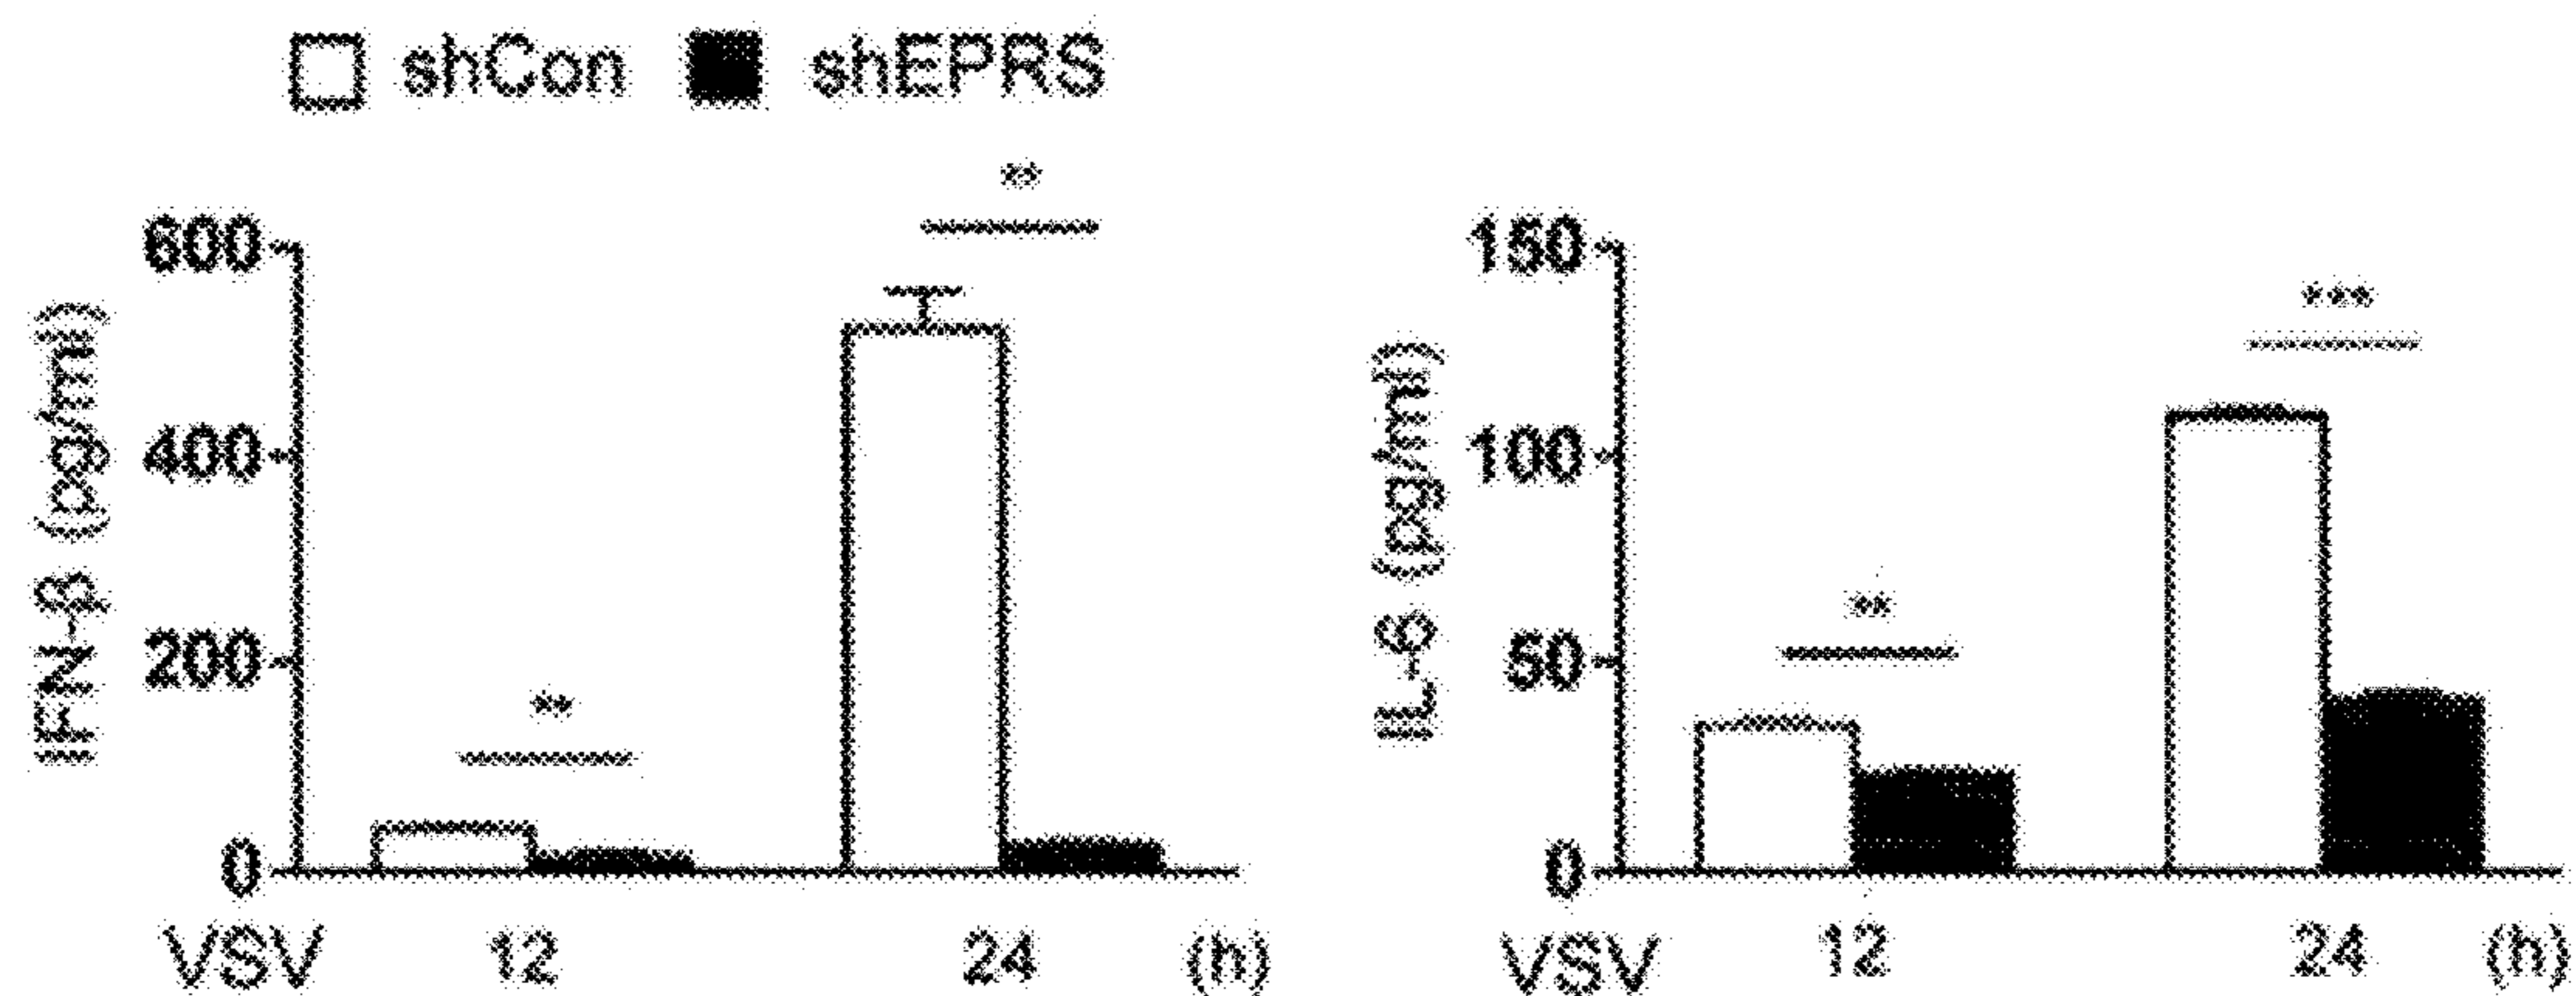 shCon shEPRS
**
600
400
200
0
IFN-β (pg/ml)
**
VSV 12 24 (h)
150
100
50
0
IL-6 (pg/ml)
**
***
VSV 12 24 (h)